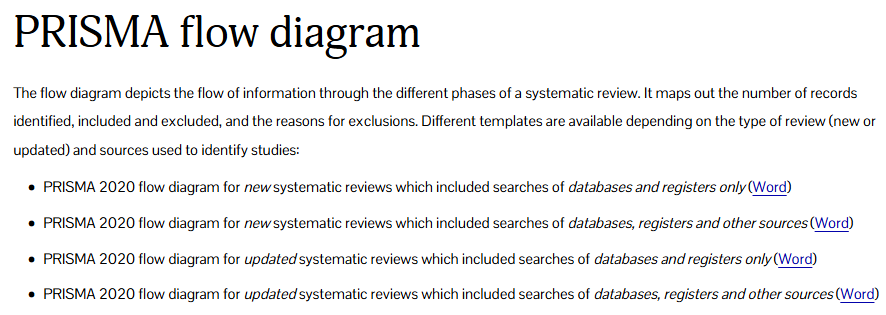 PRISMA flow diagram
The flow diagram depicts the flow of information through the different phases of a systematic review. It maps out the number of records
identified, included and excluded, and the reasons for exclusions. Different templates are available depending on the type of review (new or
updated) and sources used to identify studies:
• PRISMA 2020 flow diagram for new systematic reviews which included searches of databases and registers only (Word)
• PRISMA 2020 flow diagram for new systematic reviews which included searches of databases, registers and other sources (Word)
• PRISMA 2020 flow diagram for updated systematic reviews which included searches of databases and registers only (Word)
• PRISMA 2020 flow diagram for updated systematic reviews which included searches of databases, registers and other sources (Word)